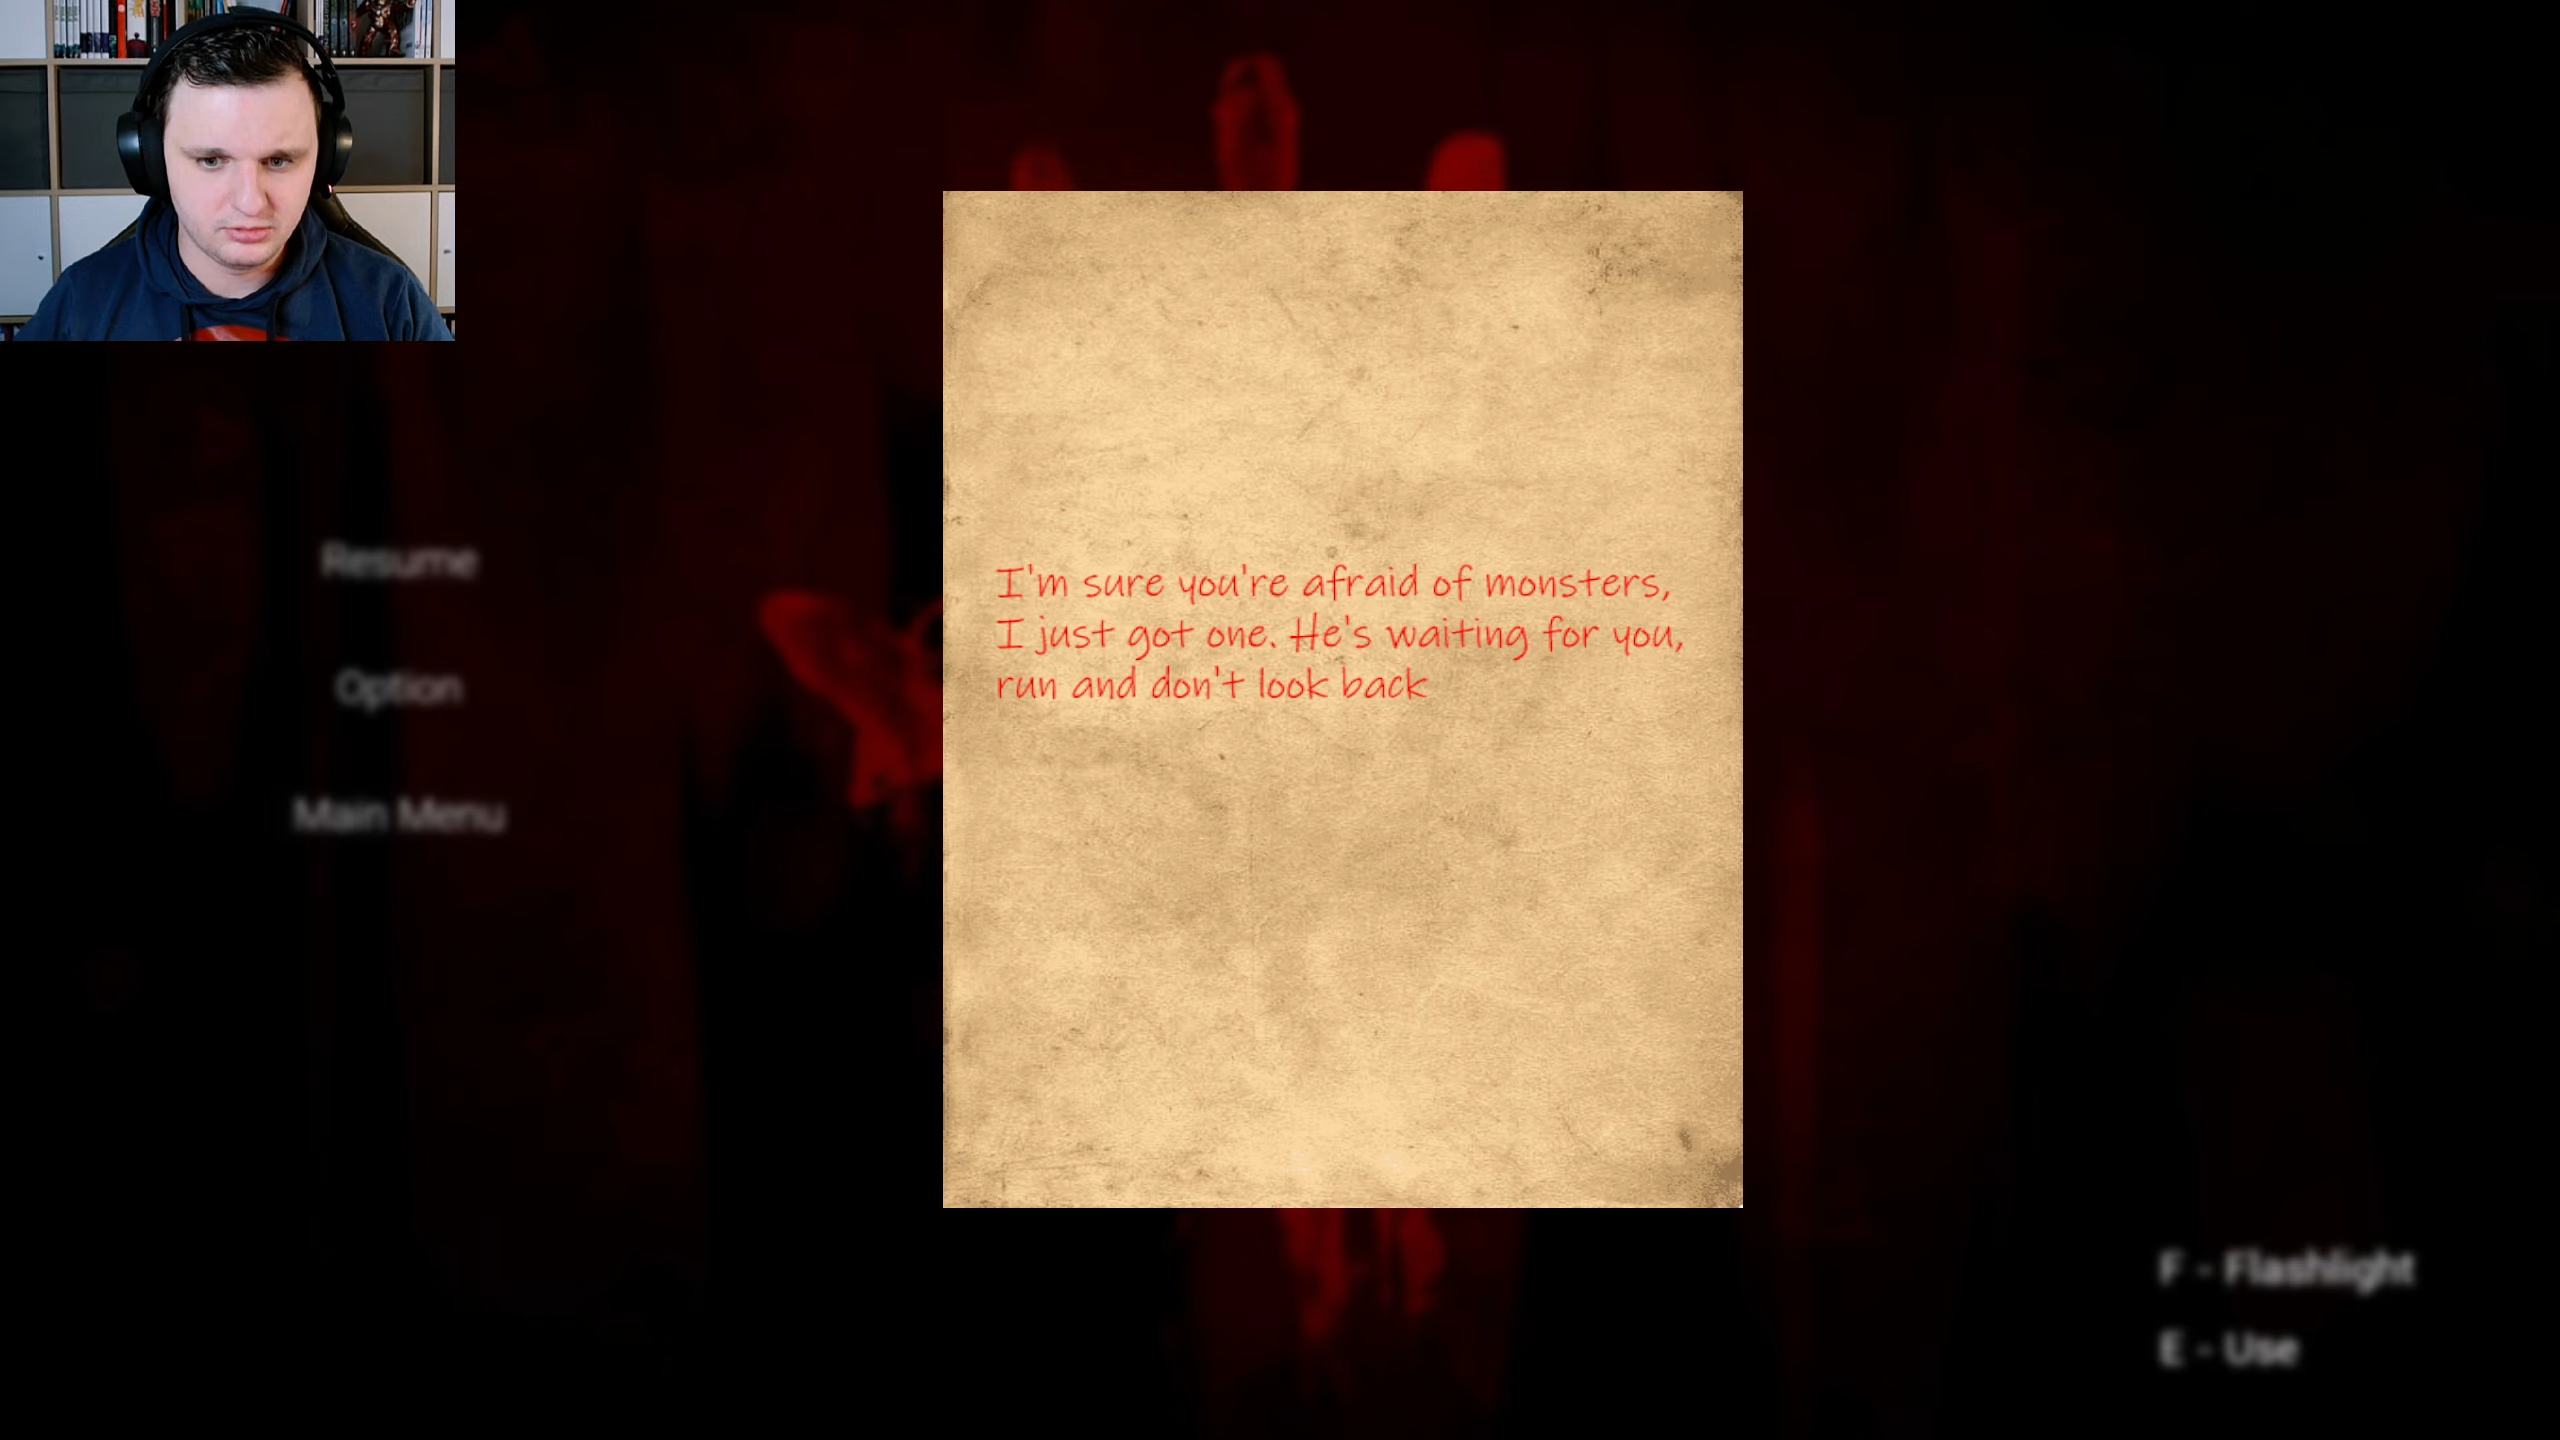 I'm sure you're afraid of monsters,
I just got one. He's waiting for you,
run and don't look back
Resume
Option
Main Menu
F - Flashlight
E - Use